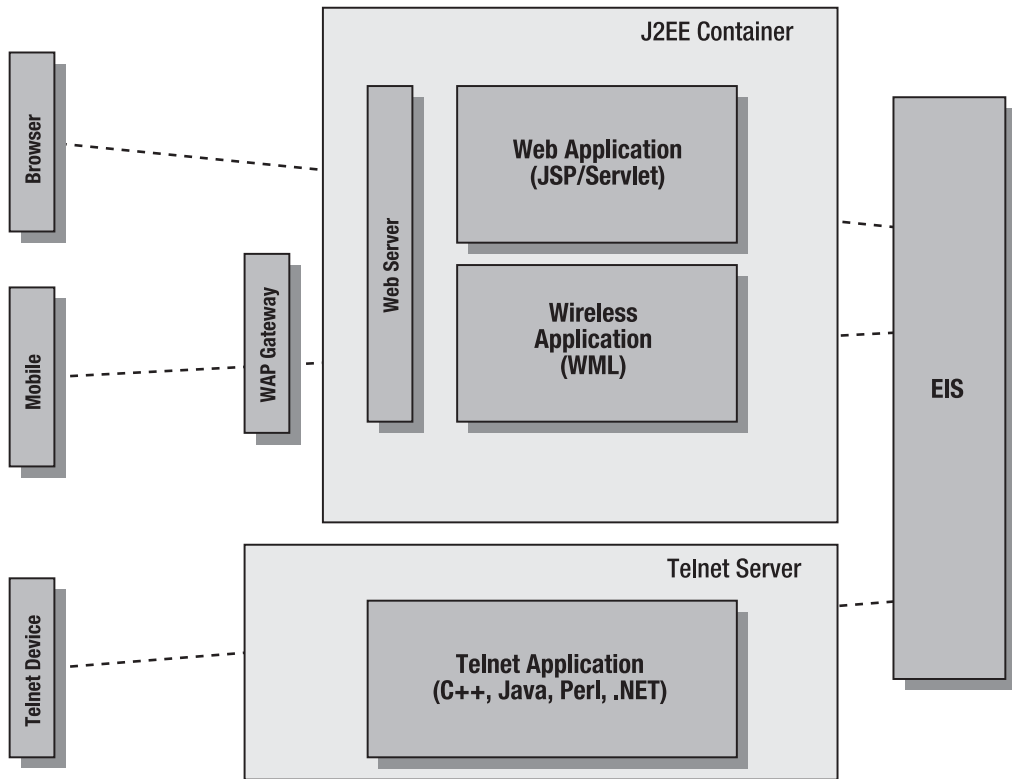 J2EE Container
Browser
Web Server
Web Application
(JSP/Servlet)
Mobile
WAP Gateway
Wireless
Application
(WML)
EIS
Telnet Server
Telnet Device
Telnet Application
(C++, Java, Perl, .NET)